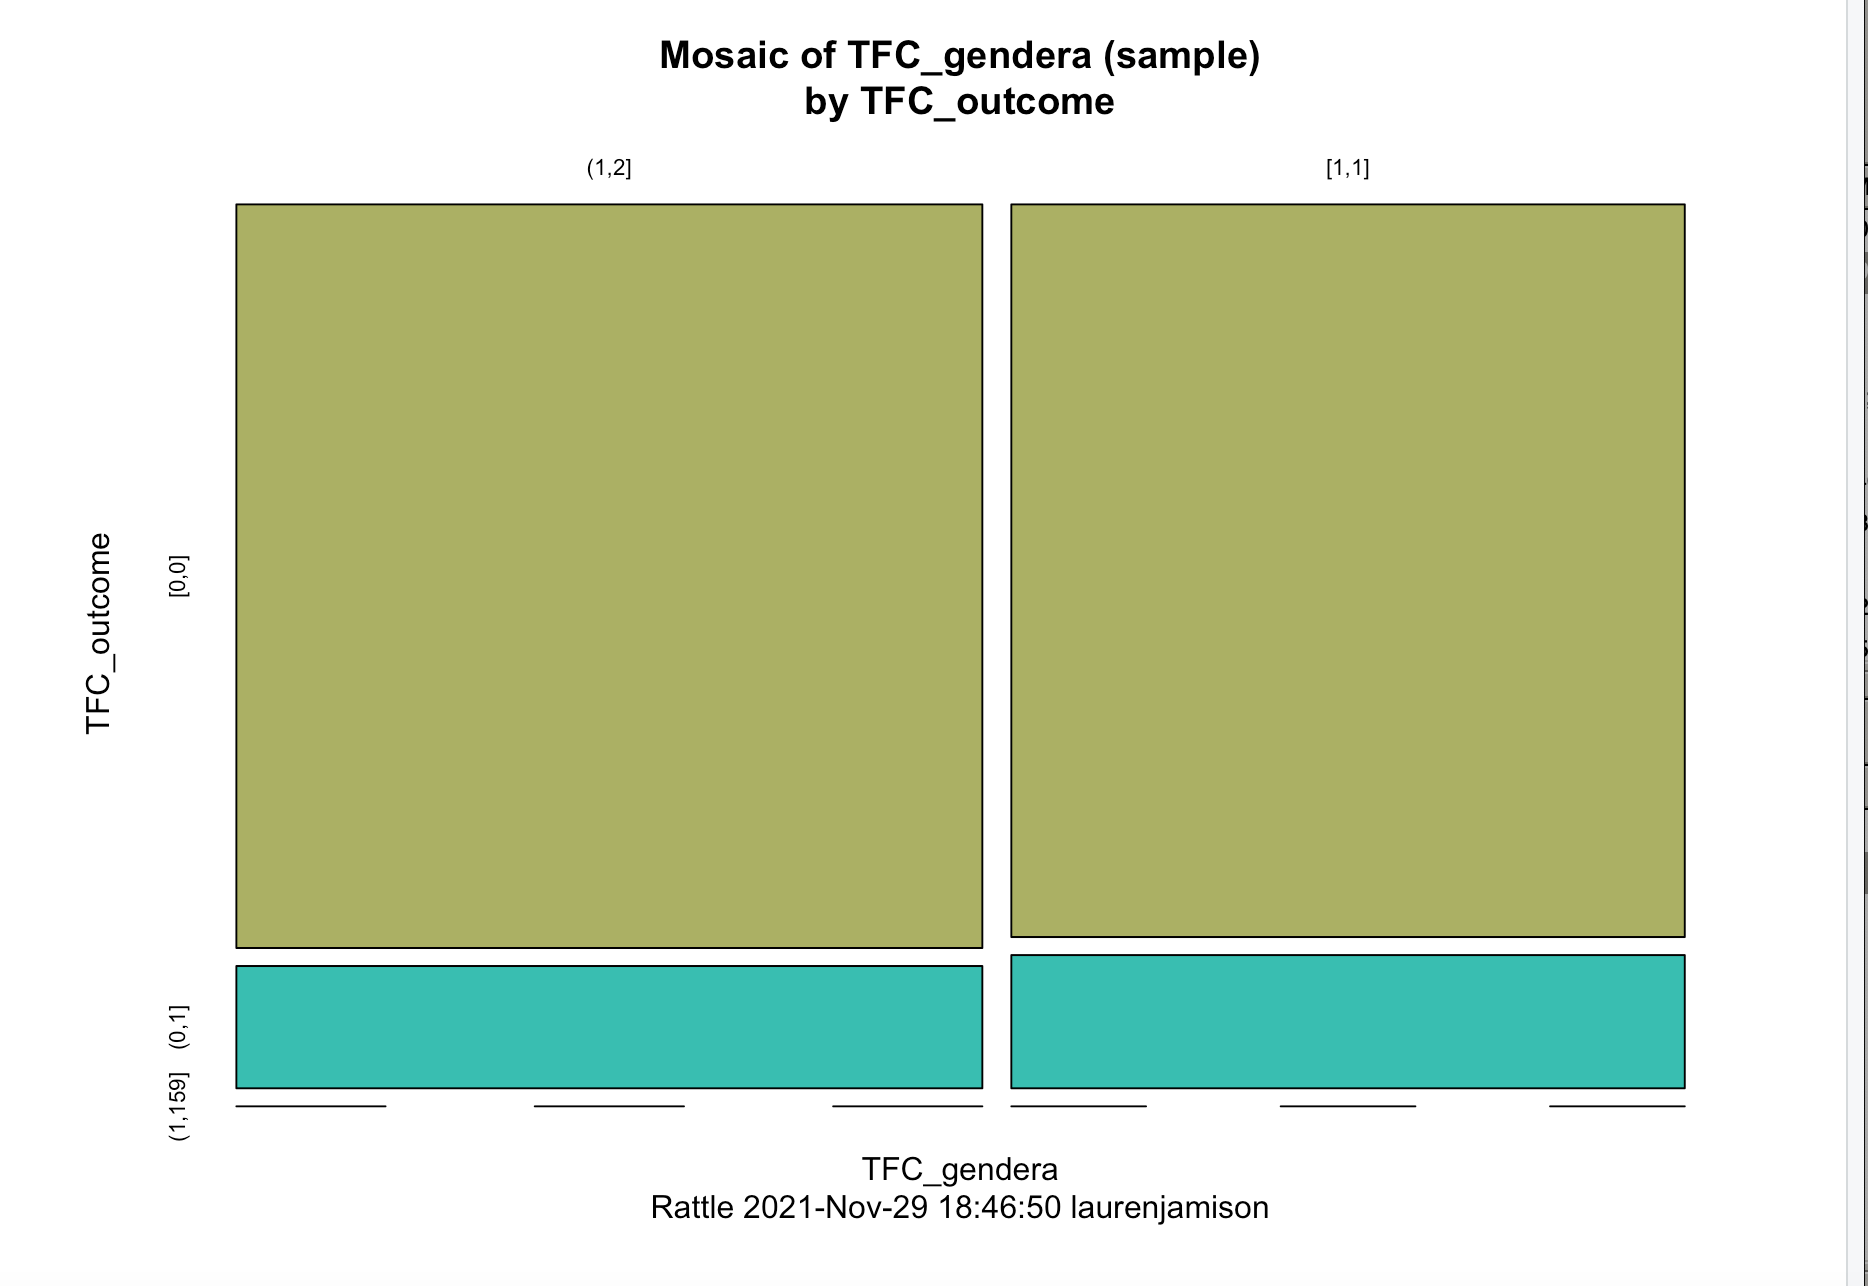 Mosaic of TFC_gendera (sample)
by TFC_outcome
(1,2]
[1,1]
TFC_outcome
[0,0]
(0,1]
(1,159]
TFC_gendera
Rattle 2021-Nov-29 18:46:50 laurenjamison